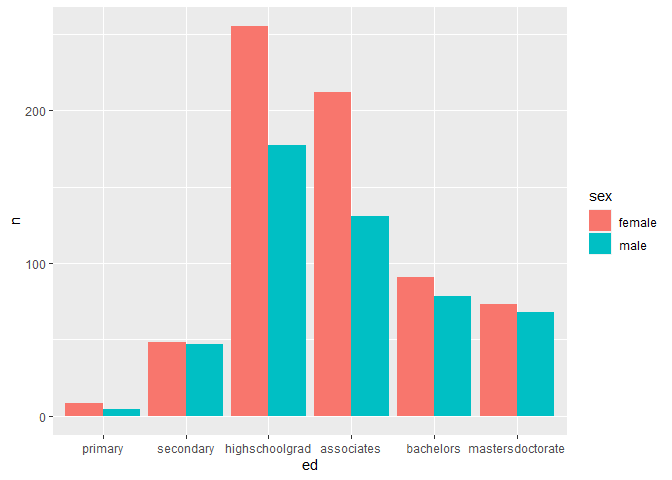 200
100
0
n
primary
secondary
highschoolgrad
associates
bachelors
mastersdoctorate
ed
sex
female
male